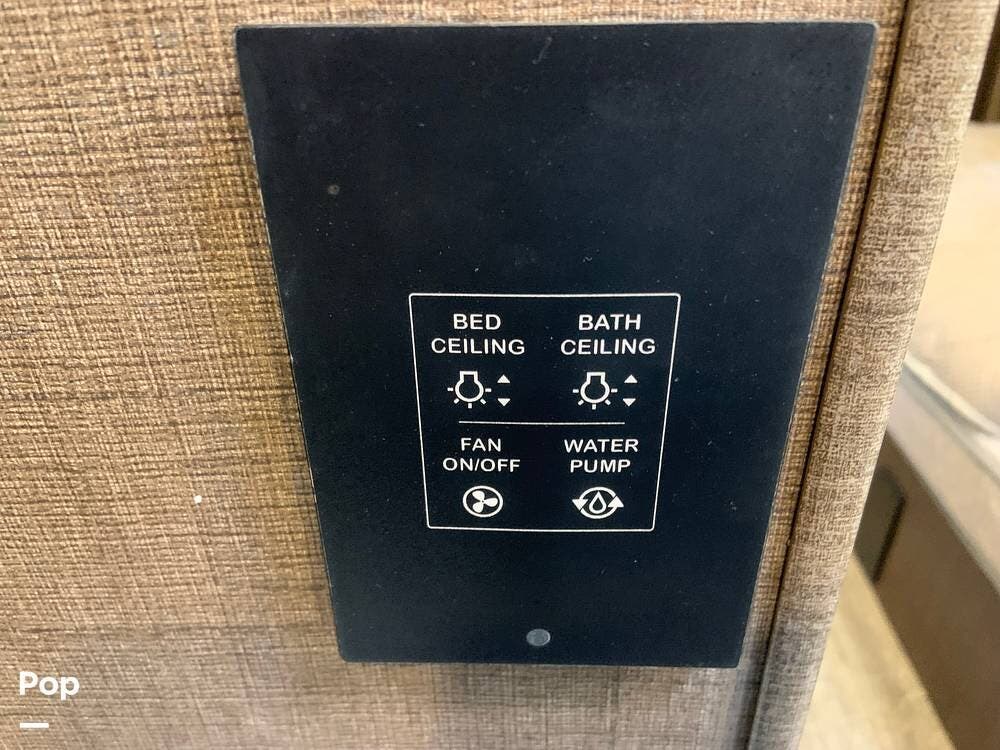 BED
CEILING
BATH
CEILING
FAN
ON/OFF
WATER
PUMP
Pop